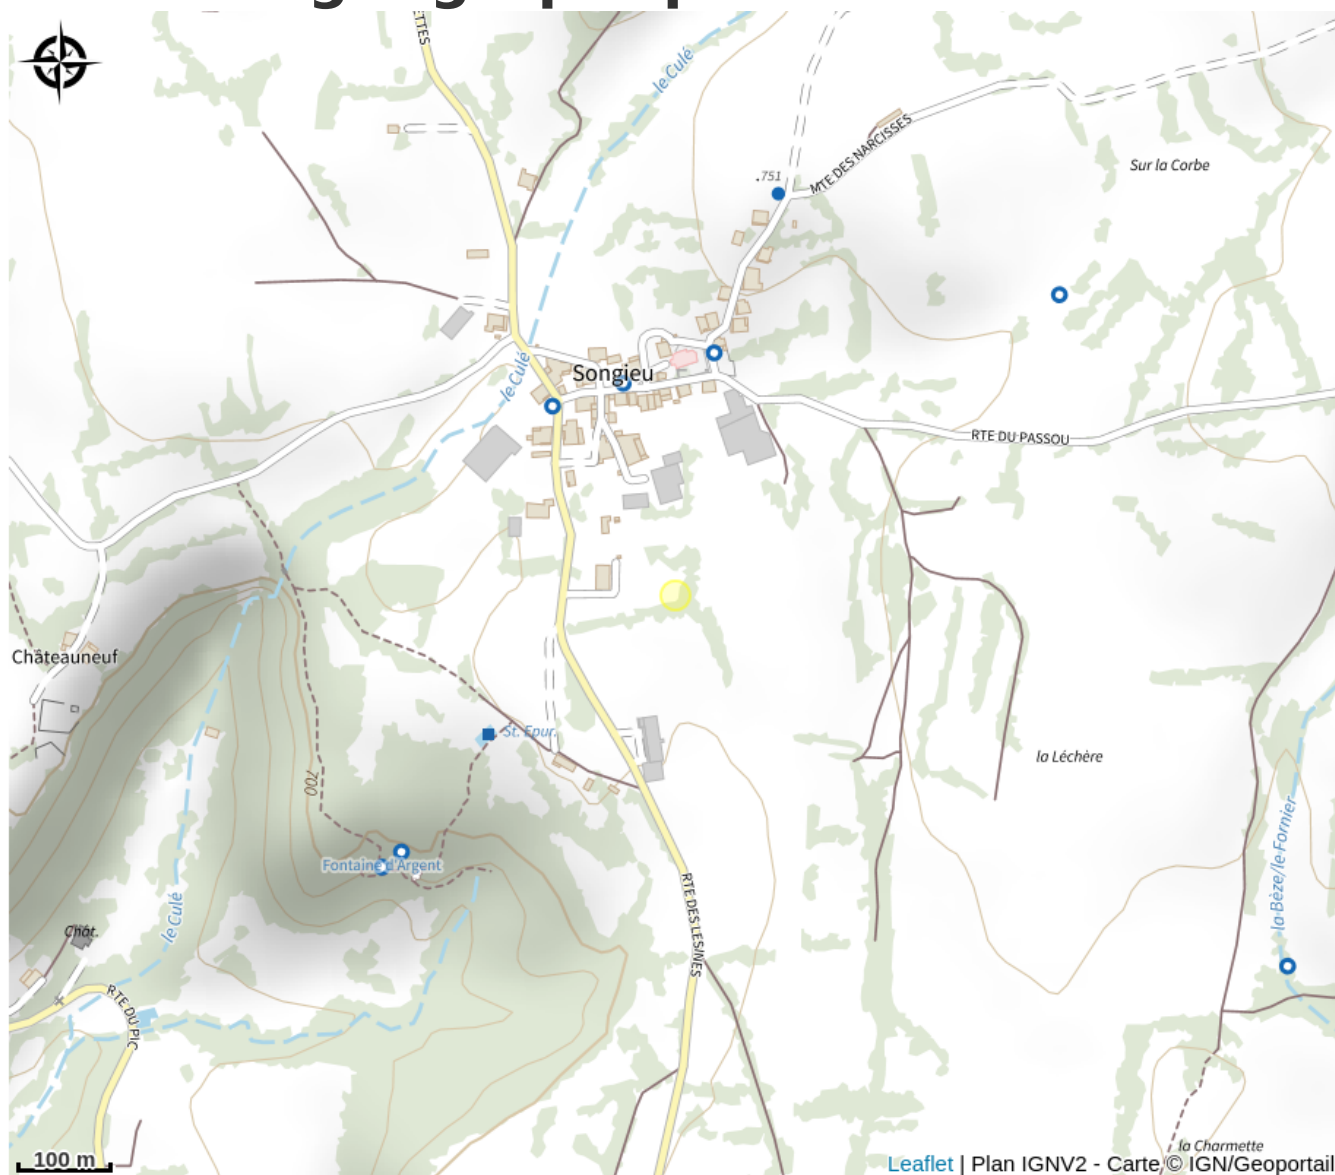 ETTES
le Culé
MTE DES NARCISSES
.751
Sur la Corbe
le Culé
Songieu
RTE DU PASSOU
Châteauneuf
St. Epur.
700
la Léchère
Fontaine d'Argent
la Bèze/le Fornier
le Culé
RTE DES LESINES
Chât.
RTE DU PIC
la Charmette
100 m
Leaflet | Plan IGNV2 - Carte © IGN/Geoportail